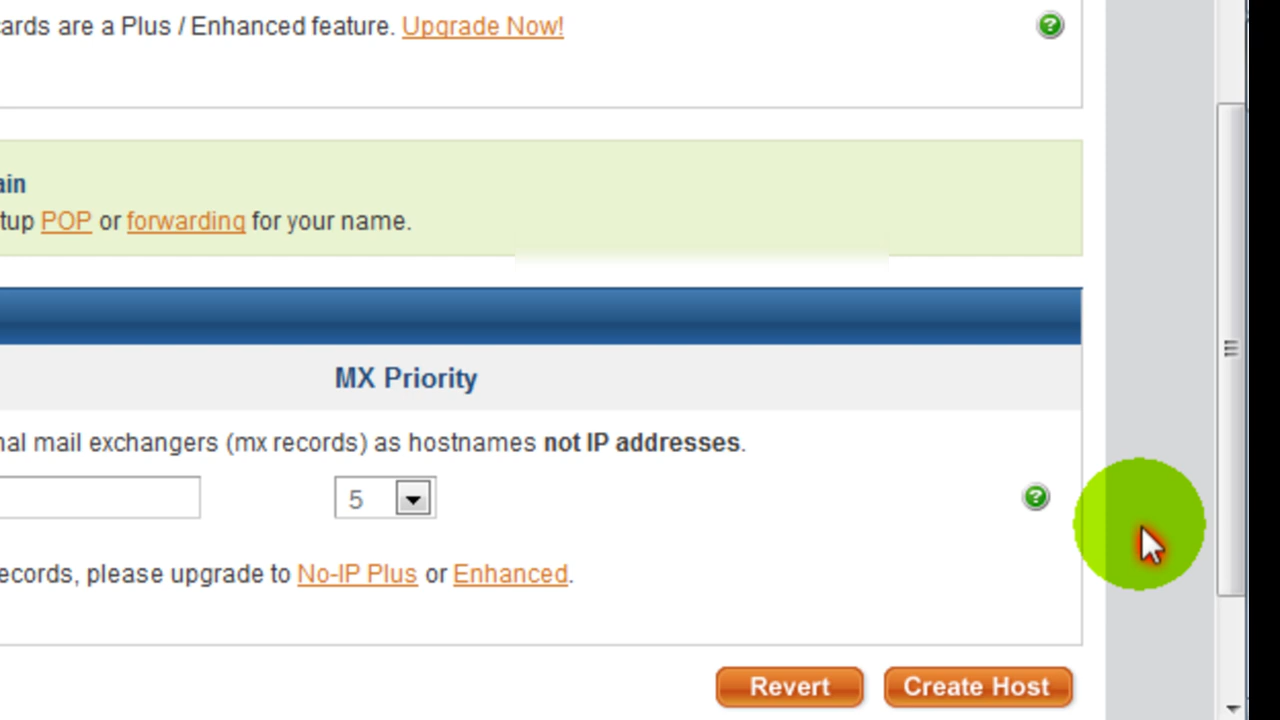 ards are a Plus / Enhanced feature. Upgrade Now!
ain
tup POP or forwarding for your name.
MX Priority
nal mail exchangers (mx records) as hostnames not IP addresses.
5
ecords, please upgrade to No-IP Plus or Enhanced.
Revert Create Host